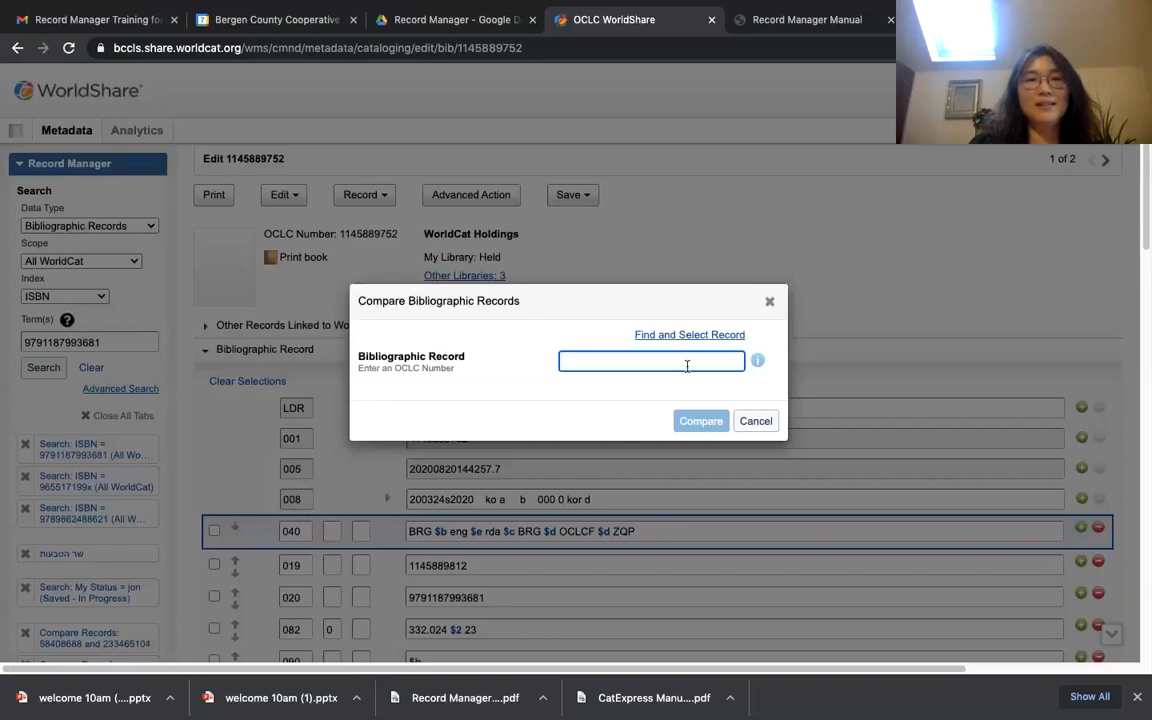 Record Manager Training fo
Bergen County Cooperative
Record Manager - Google D
OCLC WorldShare
Record Manager Manual
bccls.share.worldcat.org/wms/cmnd/metadata/cataloging/edit/bib/1145889752
WorldShare
Metadata
Analytics
Record Manager
Search
Data Type
Bibliographic Records
Scope
All WorldCat
Index
ISBN
Term(s)
9791187993681
Search
Clear
Advanced Search
Close All Tabs
Search: ISBN =
9791187993681 (All Wo...
Search: ISBN =
965517199x (All WorldCat)
Search: ISBN =
9789862488621 (All W...
שר הטבעות
Search: My Status = jon
(Saved - In Progress)
Compare Records:
58408688 and 233465104
Edit 1145889752
1 of 2
Print
Edit
Record
Advanced Action
Save
OCLC Number: 1145889752
Print book
WorldCat Holdings
My Library: Held
Other Libraries: 3
Other Records Linked to Wo
Bibliographic Record
Clear Selections
Compare Bibliographic Records
Find and Select Record
Bibliographic Record
Enter an OCLC Number
Compare
Cancel
LDR
001
005
20200820144257.7
008
200324s2020 ko a b 000 0 kor d
040
BRG $b eng $e rda $c BRG $d OCLCF $d ZQP
019
1145889812
020
9791187993681
082
0
332.024 $2 23
090
$b
welcome 10am (....pptx
welcome 10am (1).pptx
Record Manager....pdf
CatExpress Manu....pdf
Show All